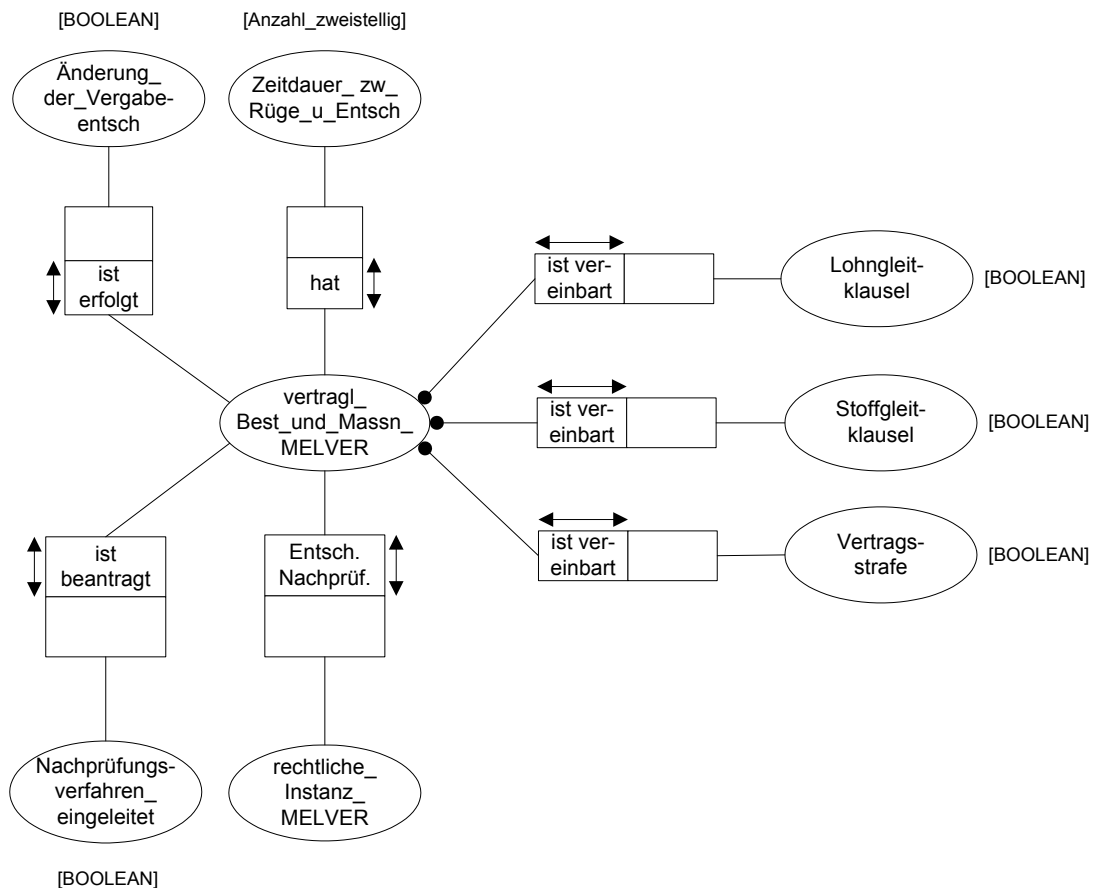 [BOOLEAN]
[Anzahl_zweistellig]
Änderung_
der_Vergabe-
entsch
Zeitdauer_ zw_
Rüge_u_Entsch
ist
erfolgt
hat
ist ver-
einbart
Lohngleit-
klausel
[BOOLEAN]
vertragl_
Best_und_Massn_
MELVER
ist ver-
einbart
Stoffgleit-
klausel
[BOOLEAN]
ist ver-
einbart
Vertrags-
strafe
[BOOLEAN]
ist
beantragt
Entsch.
Nachprüf.
Nachprüfungs-
verfahren_
eingeleitet
rechtliche_
Instanz_
MELVER
[BOOLEAN]